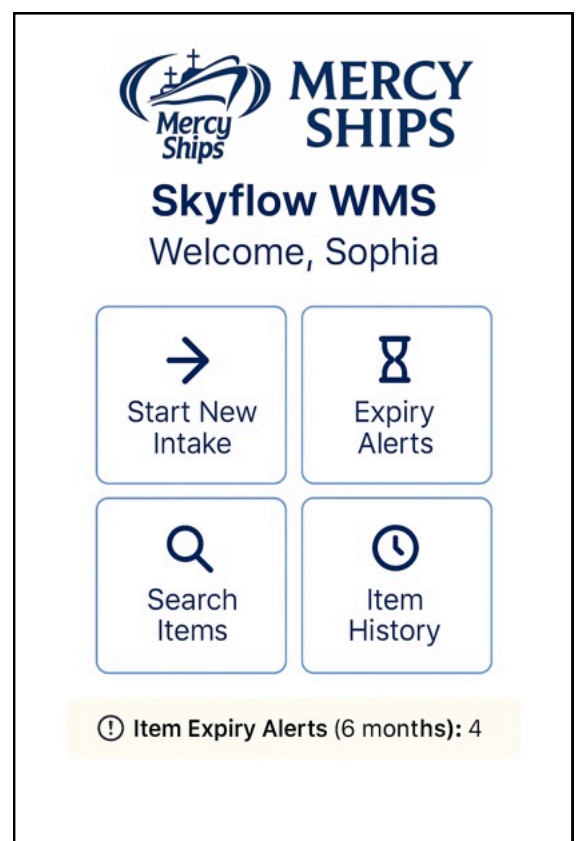 Mercy
Ships
MERCY
SHIPS
Skyflow WMS
Welcome, Sophia
Start New
Intake
Expiry
Alerts
Search
Items
Item
History
Item Expiry Alerts (6 months): 4